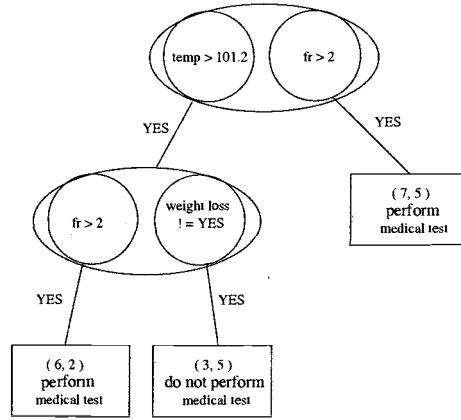 temp > 101.2
fr > 2
YES
YES
( 7, 5 )
perform
medical test
fr > 2
weight loss
! = YES
YES
YES
( 6, 2 )
perform
medical test
( 3, 5 )
do not perform
medical test